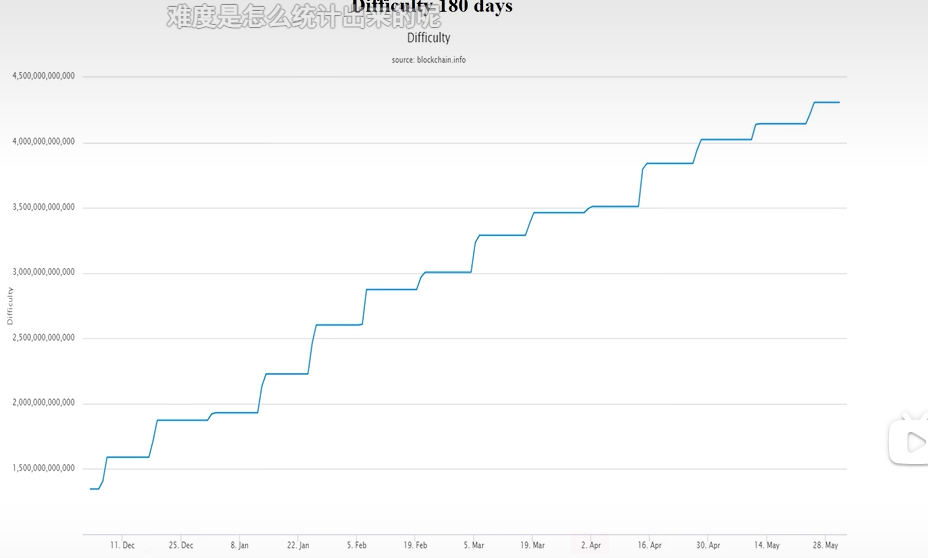 Difficulty 180 days
难度是怎么统计出来的呢
Difficulty
source: blockchain.info
4,500,000,000,000
4,000,000,000,000
3,500,000,000,000
3,000,000,000,000
2,500,000,000,000
2,000,000,000,000
1,500,000,000,000
Difficulty
11. Dec 25. Dec 8. Jan 22. Jan 5. Feb 19. Feb 5. Mar 19. Mar 2. Apr 16. Apr 30. Apr 14. May 28. May